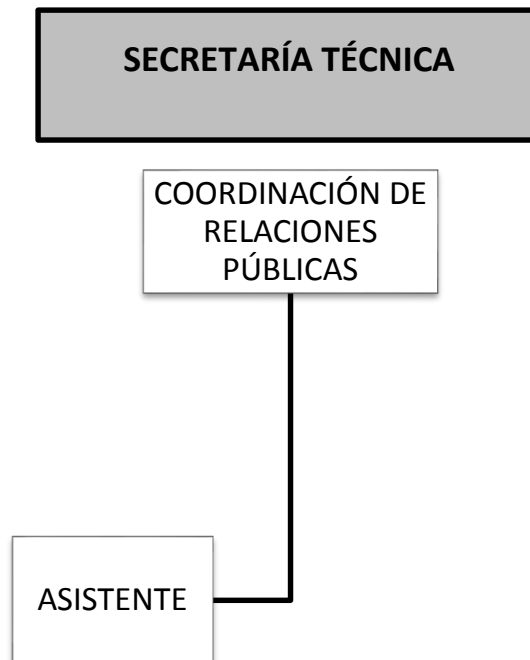 SECRETARÍA TÉCNICA
COORDINACIÓN DE
RELACIONES
PÚBLICAS
ASISTENTE